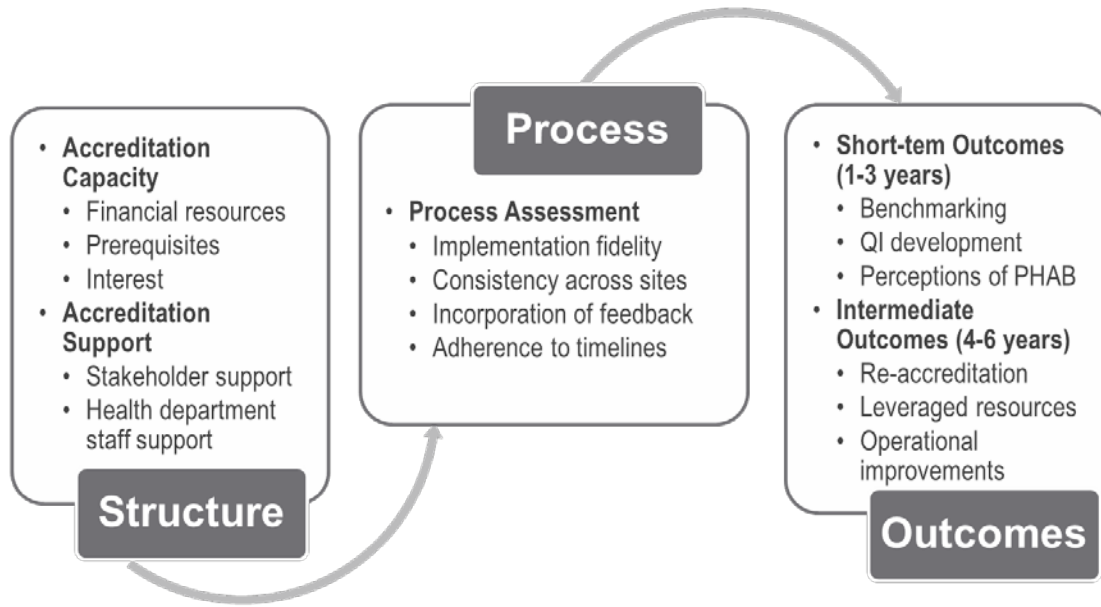 • Accreditation
Capacity
• Financial resources
• Prerequisites
• Interest
• Accreditation
Support
• Stakeholder support
• Health department
staff support
Structure
Process
• Process Assessment
• Implementation fidelity
• Consistency across sites
• Incorporation of feedback
• Adherence to timelines
• Short-tem Outcomes
(1-3 years)
• Benchmarking
• QI development
• Perceptions of PHAB
• Intermediate
Outcomes (4-6 years)
• Re-accreditation
• Leveraged resources
• Operational
improvements
Outcomes